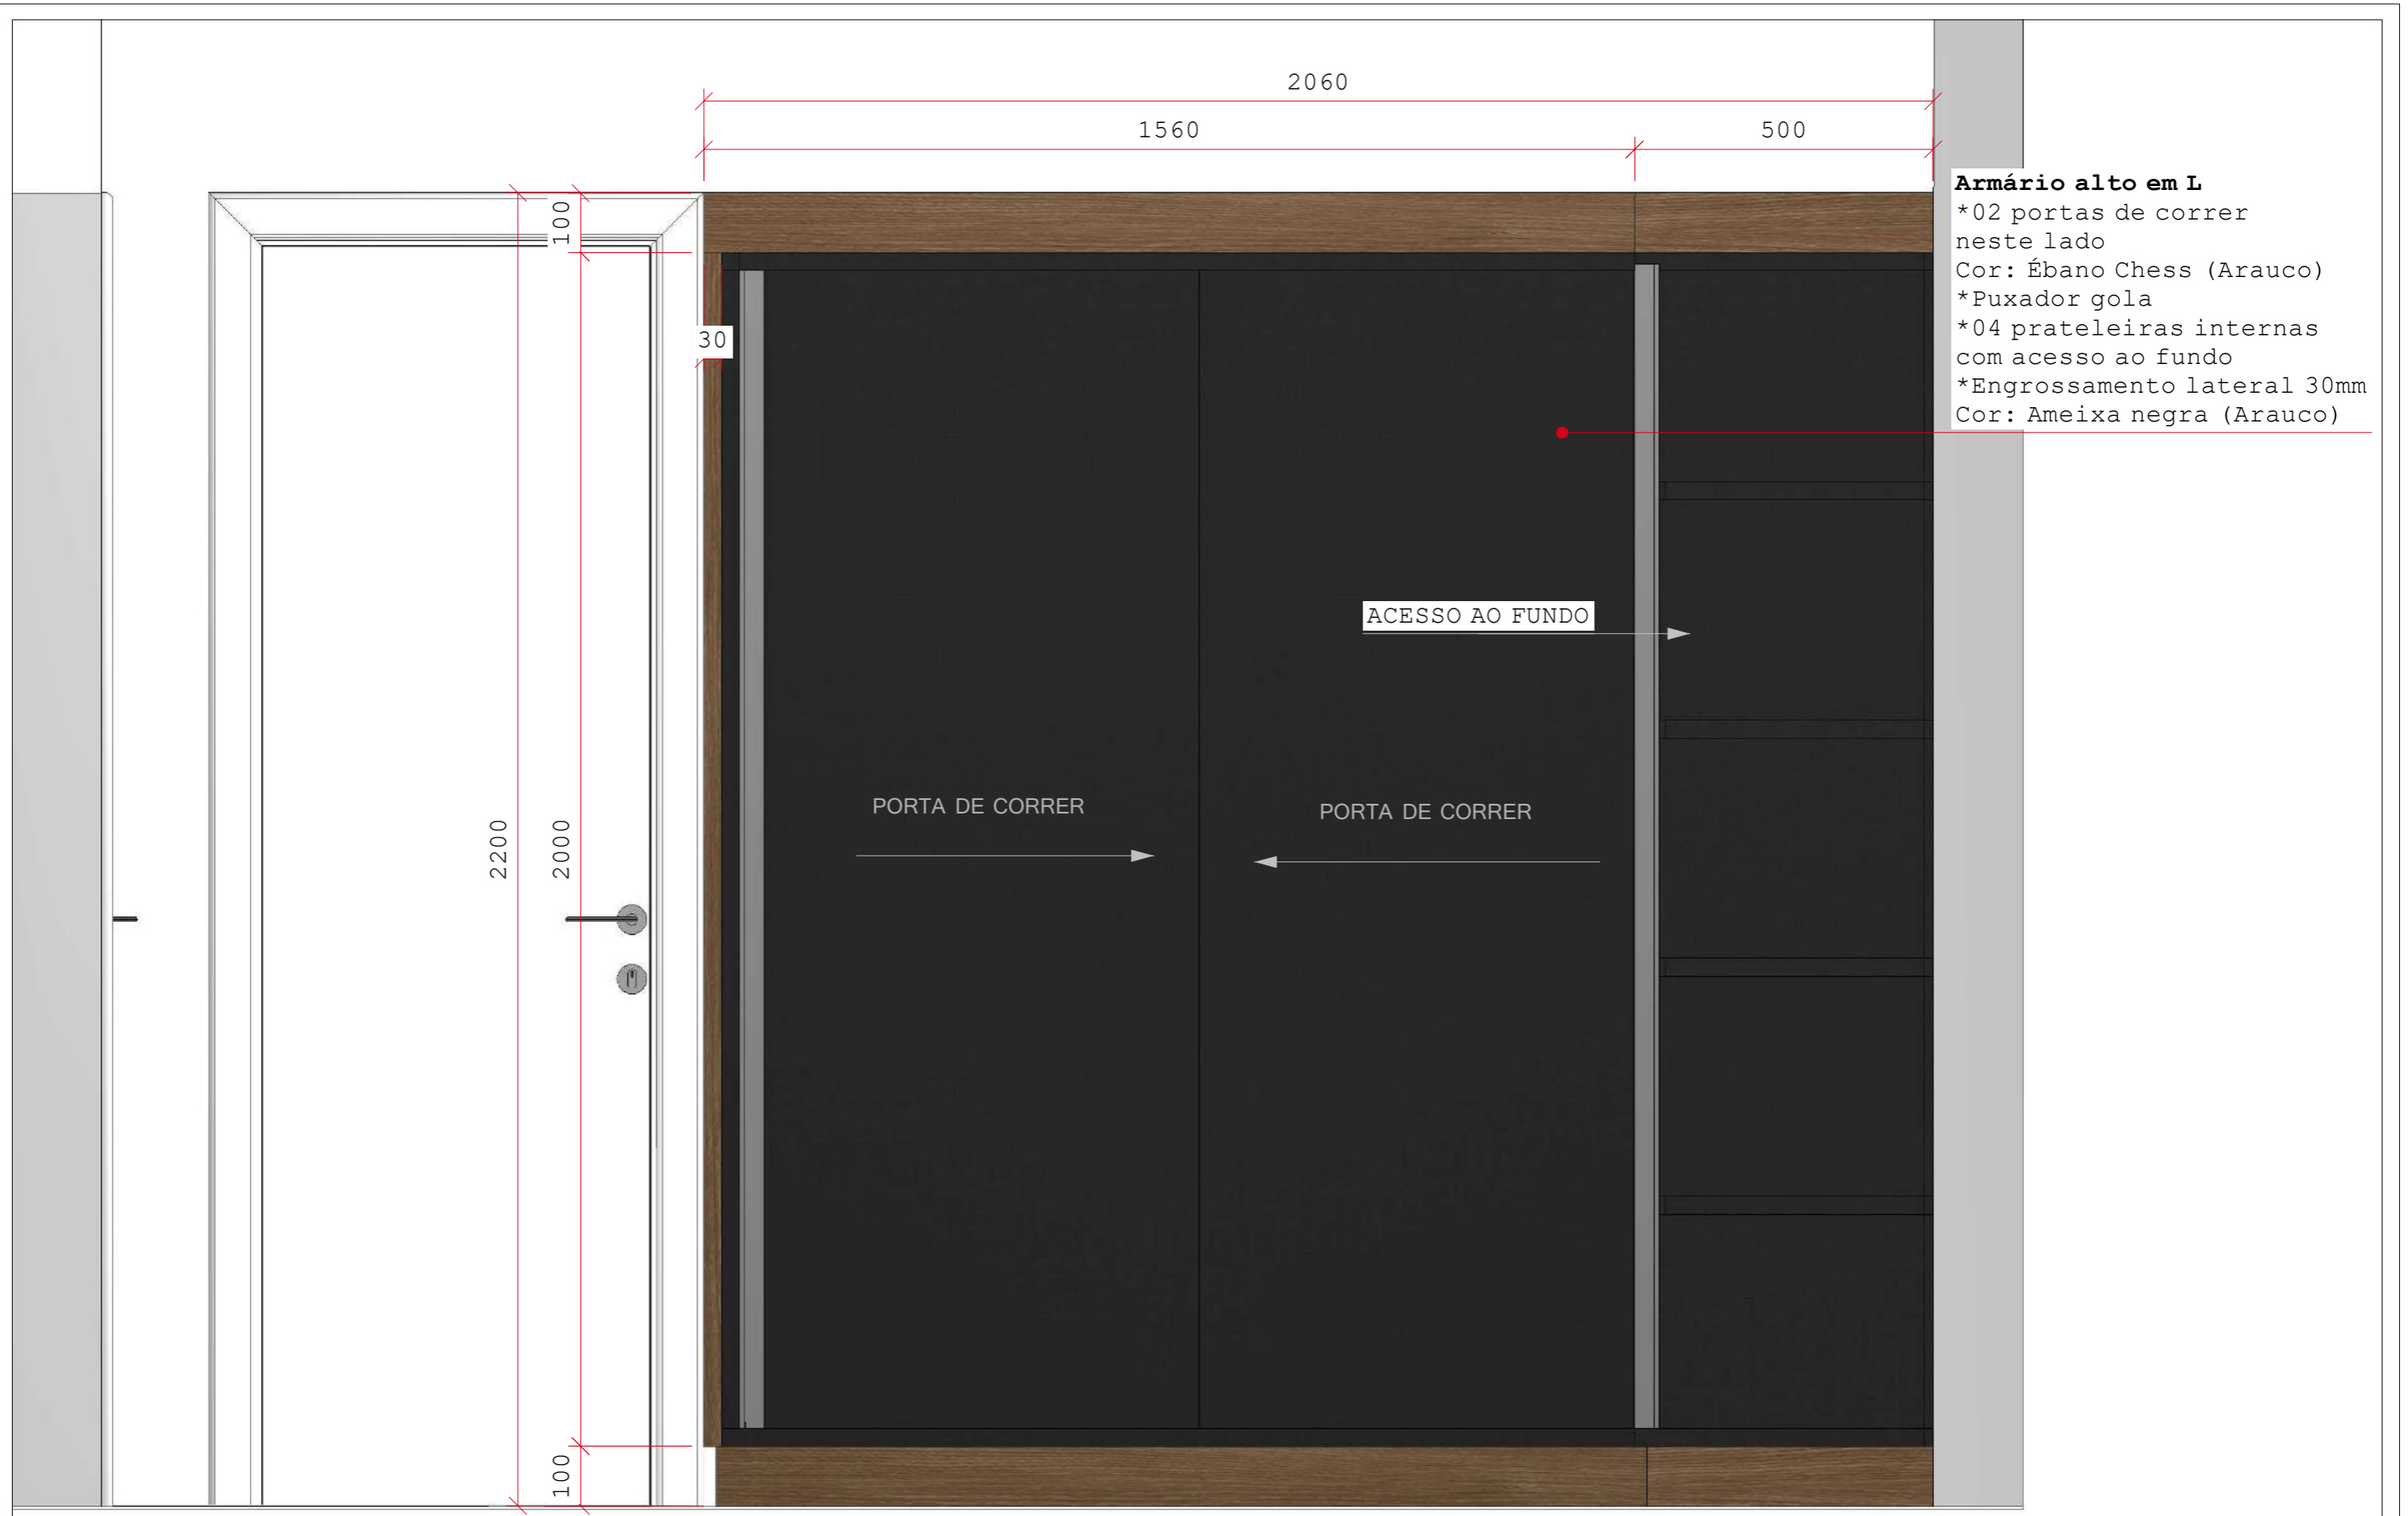 2060
1560
500
Armário alto em L
*02 portas de correr
neste lado
Cor: Ébano Chess (Arauco)
*Puxador gola
*04 prateleiras internas
com acesso ao fundo
*Engrossamento lateral 30mm
Cor: Ameixa negra (Arauco)
100
30
ACESSO AO FUNDO
PORTA DE CORRER
PORTA DE CORRER
2200
2000
100